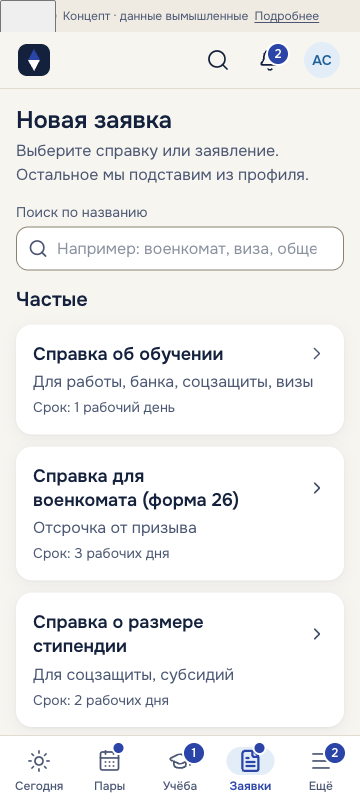 Концепт · данные вымышленные Подробнее
2
АС
Новая заявка
Выберите справку или заявление.
Остальное мы подставим из профиля.
Поиск по названию
Например: военкомат, виза, обще
Частые
Справка об обучении
Для работы, банка, соцзащиты, визы
Срок: 1 рабочий день
Справка для
военкомата (форма 26)
Отсрочка от призыва
Срок: 3 рабочих дня
Справка о размере
стипендии
Для соцзащиты, субсидий
Срок: 2 рабочих дня
1
2
Сегодня Пары Учёба Заявки Ещё